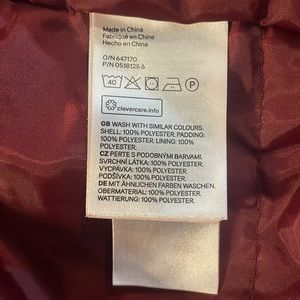 Made in China
Fabriqué en Chine
Hecho en China
O/N 647170
P/N 0518125 6
40
P
clevercare.info
GB WASH WITH SIMILAR COLOURS.
SHELL: 100% POLYESTER, PADDING:
100% POLYESTER. LINING: 100%
POLYESTER.
CZ PERTE S PODOBNÝMI BARVAMI.
SVRCHNÍ LÁTKA: 100% POLYESTER.
VYCPÁVKA: 100% POLYESTER.
PODŠÍVKA: 100% POLYESTER.
DE MIT ÄHNLICHEN FARBEN WASCHEN.
OBERMATERIAL: 100% POLYESTER.
WATTIERUNG: 100% POLYESTER.